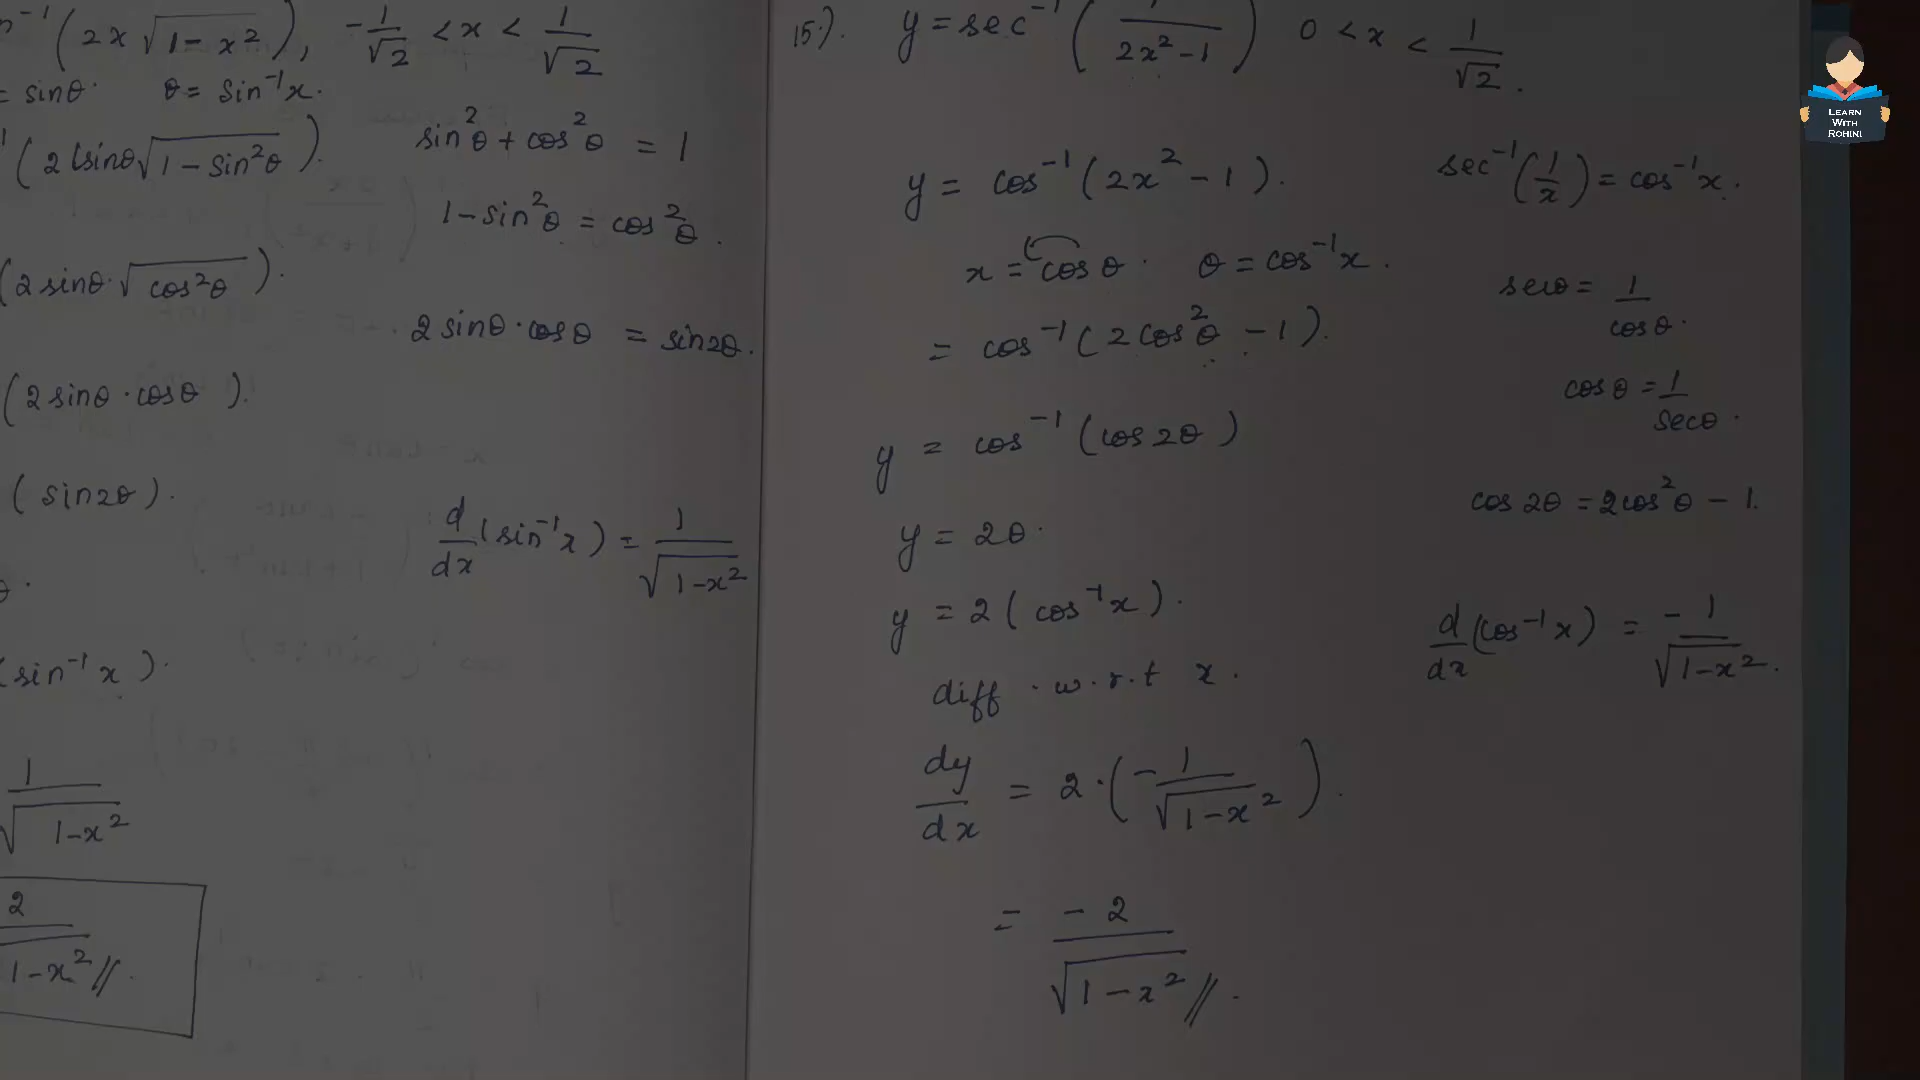 (2x √1-x²), -1/√2 < x < 1/√2
= sinθ. θ = sin⁻¹x.
(2(sinθ √1-sin²θ). sin²θ + cos²θ = 1
1-sin²θ = cos²θ.
(2 sinθ. √cos²θ).
2 sinθ · cosθ = sin2θ.
(2 sinθ · cosθ).
(sin2θ).
d/dx (sin⁻¹x) = 1/√1-x²
(sin⁻¹x).
1/√1-x²
2/1-x² //.
15.). y = sec⁻¹(1/2x²-1) 0 < x < 1/√2.
y = cos⁻¹(2x² - 1). sec⁻¹(1/x) = cos⁻¹x.
x = cosθ. θ = cos⁻¹x.
secθ = 1/cosθ.
= cos⁻¹(2cos²θ - 1).
cosθ = 1/secθ.
y = cos⁻¹(cos2θ)
cos2θ = 2cos²θ - 1.
y = 2θ.
y = 2(cos⁻¹x).
d/dx (cos⁻¹x) = -1/√1-x².
diff. w.r.t x.
dy/dx = 2·(-1/√1-x²).
= -2/√1-x² //.
LEARN
WITH
ROHINI